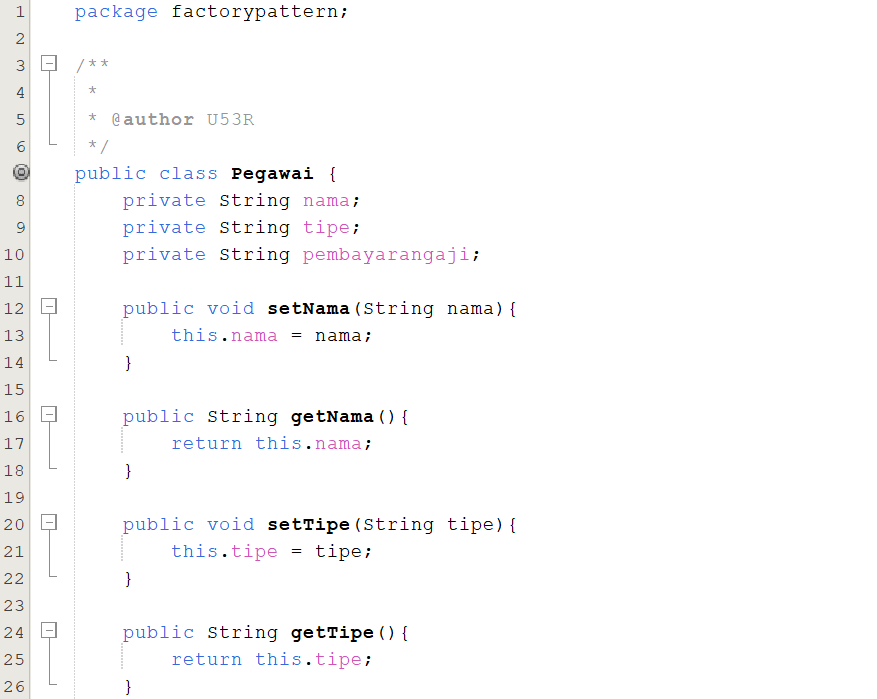 1 package factorypattern;
2
3 /**
4 *
5 * @author U53R
6 */
public class Pegawai {
8 private String nama;
9 private String tipe;
10 private String pembayarangaji;
11
12 public void setNama(String nama){
13 this.nama = nama;
14 }
15
16 public String getNama(){
17 return this.nama;
18 }
19
20 public void setTipe(String tipe){
21 this.tipe = tipe;
22 }
23
24 public String getTipe(){
25 return this.tipe;
26 }